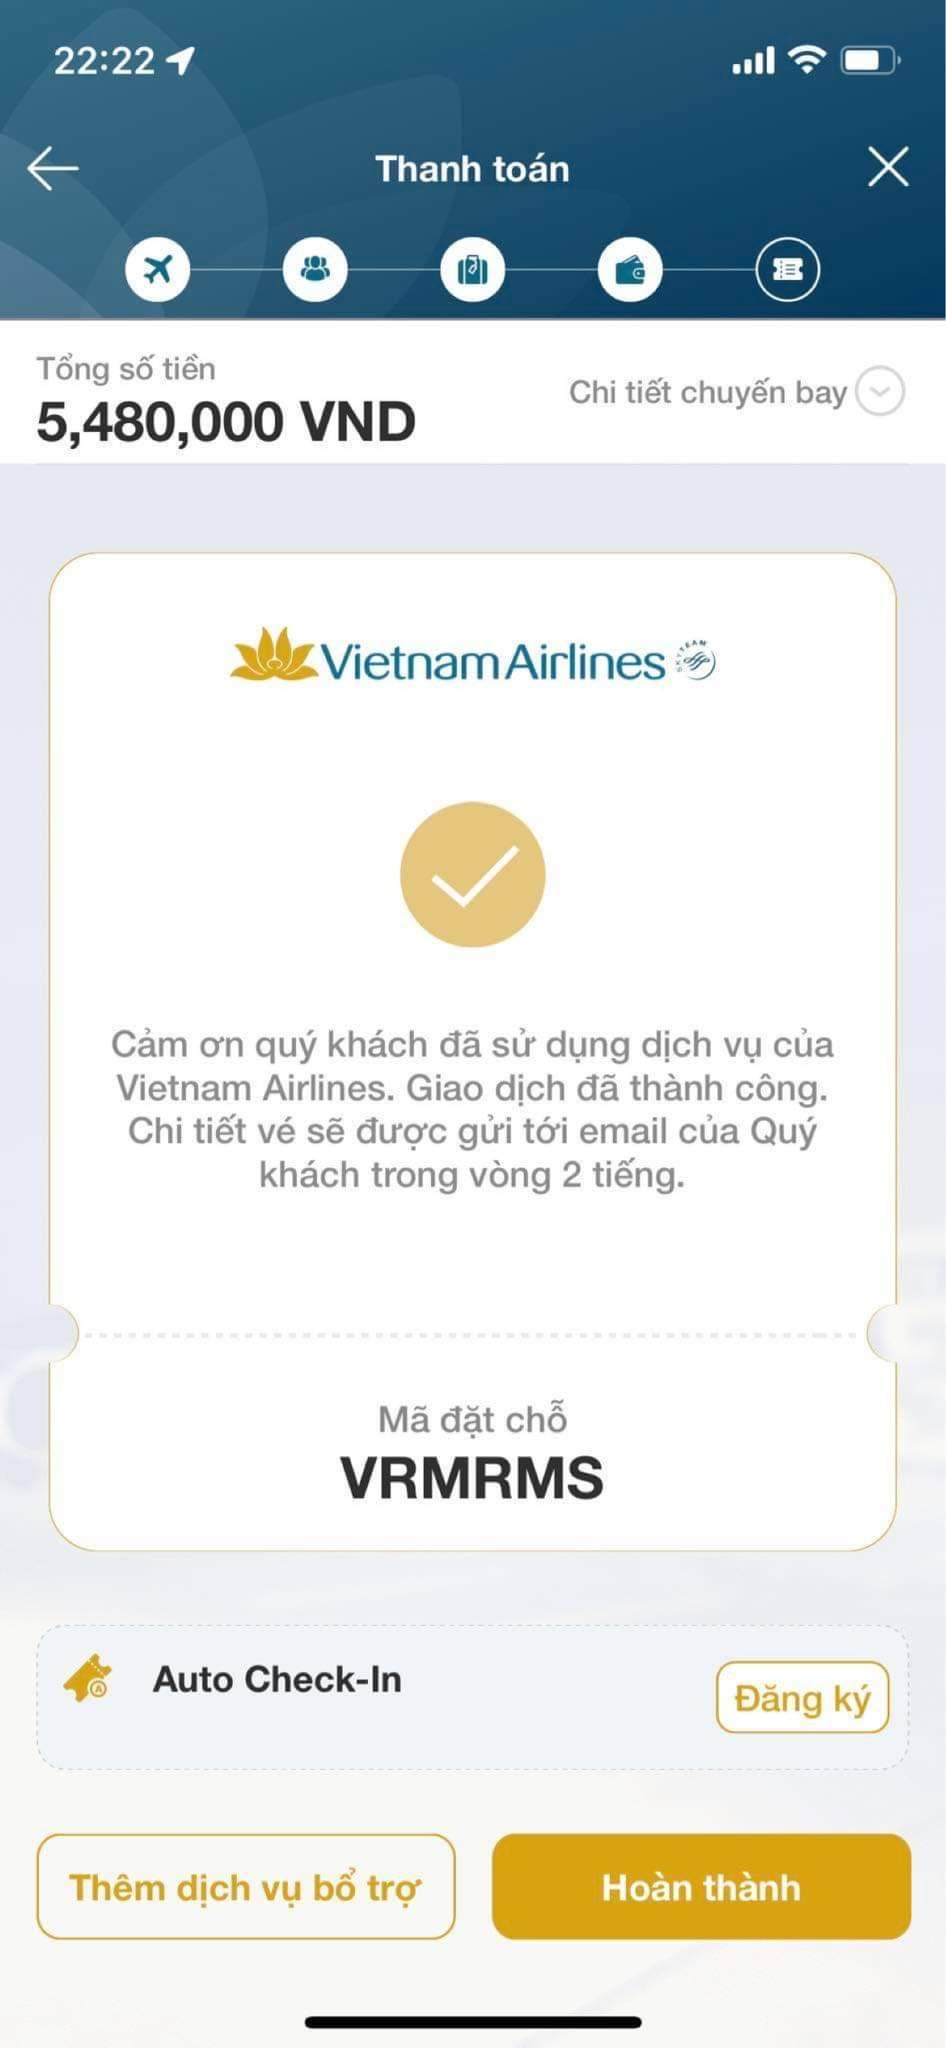 22:22
Thanh toán
Tổng số tiền
5,480,000 VND
Chi tiết chuyến bay
Vietnam Airlines
SKYTEAM
Cảm ơn quý khách đã sử dụng dịch vụ của
Vietnam Airlines. Giao dịch đã thành công.
Chi tiết vé sẽ được gửi tới email của Quý
khách trong vòng 2 tiếng.
Mã đặt chỗ
VRMRMS
Auto Check-In
Đăng ký
Thêm dịch vụ bổ trợ
Hoàn thành